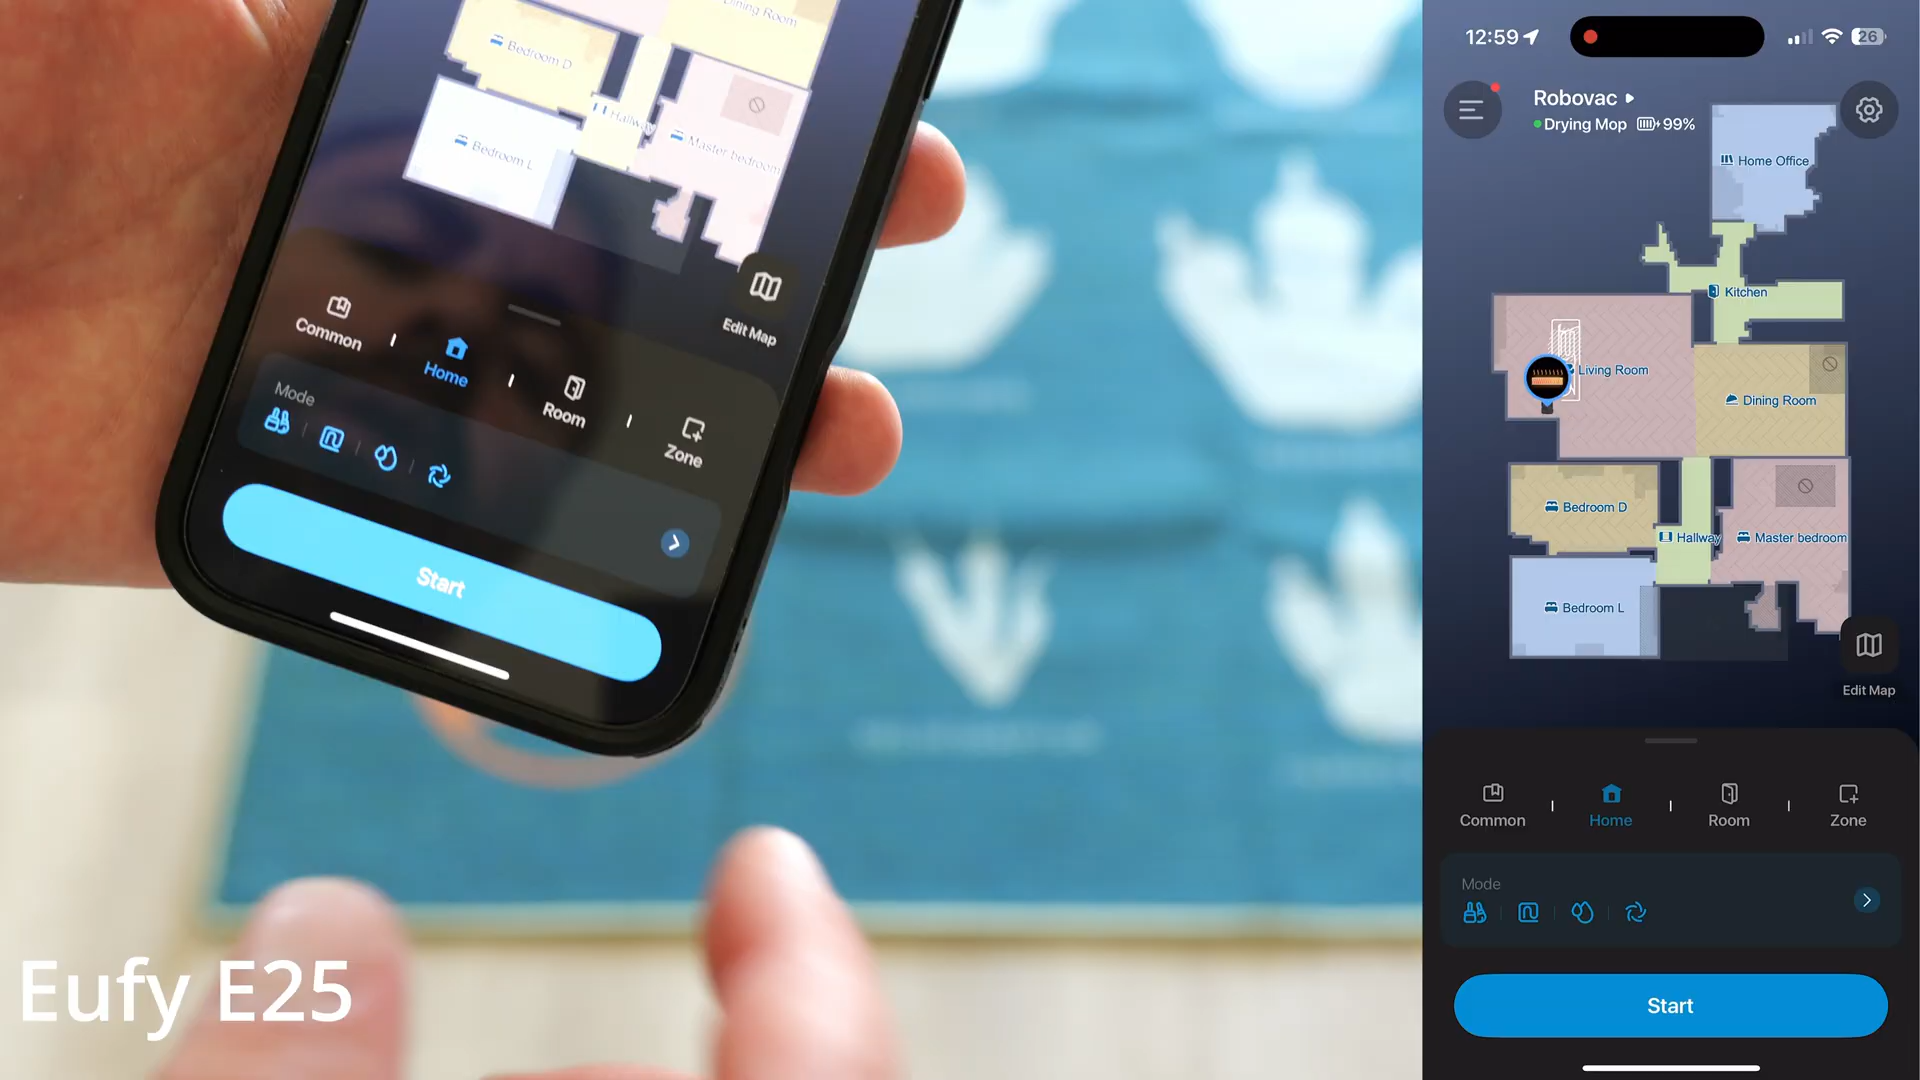 Dining Room
Bedroom D
Hallway
Master bedroom
Bedroom L
Edit Map
Common
Home
Room
Zone
Mode
Start
Eufy E25
12:59
26
Robovac
Drying Mop 99%
Home Office
Kitchen
Living Room
Dining Room
Bedroom D
Hallway
Master bedroom
Bedroom L
Edit Map
Common
Home
Room
Zone
Mode
Start